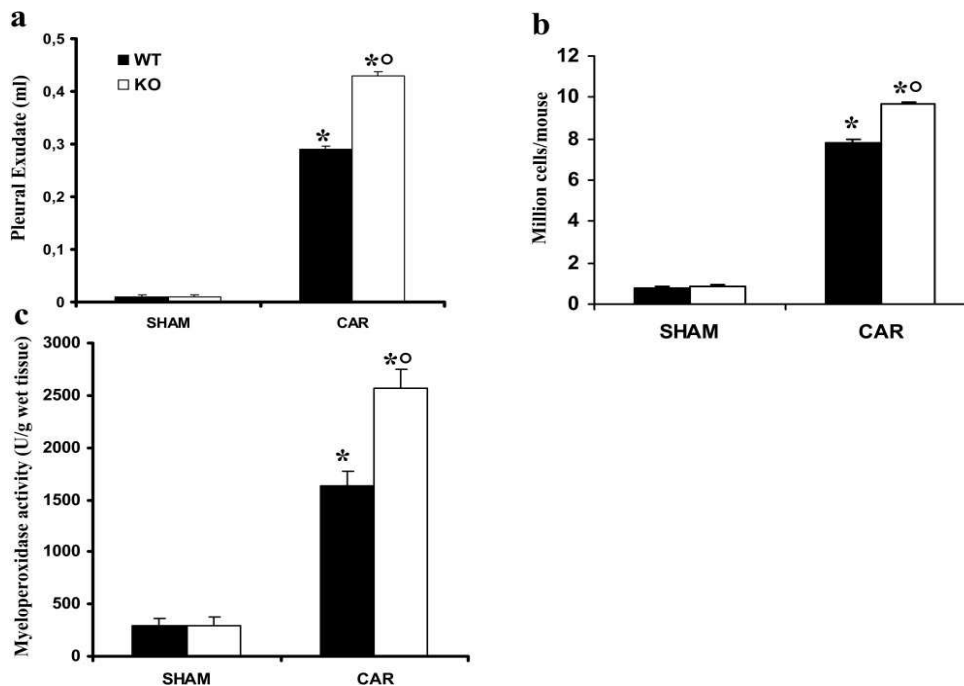 a
0,5
0,4
0,3
0,2
0,1
0
Pleural Exudate (ml)
WT
KO
*
*°
SHAM
CAR
b
12
10
8
6
4
2
0
Million cells/mouse
*
*°
SHAM
CAR
c
3000
2500
2000
1500
1000
500
0
Myeloperoxidase activity (U/g wet tissue)
*
*°
SHAM
CAR